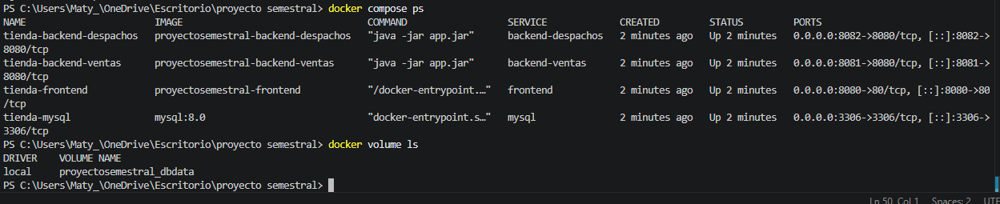 PS C:\Users\Maty_\OneDrive\Escritorio\proyecto semestral> docker compose ps
NAME IMAGE COMMAND SERVICE CREATED STATUS PORTS
tienda-backend-despachos proyectosemestral-backend-despachos "java -jar app.jar" backend-despachos 2 minutes ago Up 2 minutes 0.0.0.0:8082->8080/tcp, [::]:8082->
8080/tcp
tienda-backend-ventas proyectosemestral-backend-ventas "java -jar app.jar" backend-ventas 2 minutes ago Up 2 minutes 0.0.0.0:8081->8080/tcp, [::]:8081->
8080/tcp
tienda-frontend proyectosemestral-frontend "/docker-entrypoint.…" frontend 2 minutes ago Up 2 minutes 0.0.0.0:8080->80/tcp, [::]:8080->80
/tcp
tienda-mysql mysql:8.0 "docker-entrypoint.s…" mysql 2 minutes ago Up 2 minutes 0.0.0.0:3306->3306/tcp, [::]:3306->
3306/tcp
PS C:\Users\Maty_\OneDrive\Escritorio\proyecto semestral> docker volume ls
DRIVER VOLUME NAME
local proyectosemestral_dbdata
PS C:\Users\Maty_\OneDrive\Escritorio\proyecto semestral>
Ln 50, Col 1 Spaces: 2 UTF